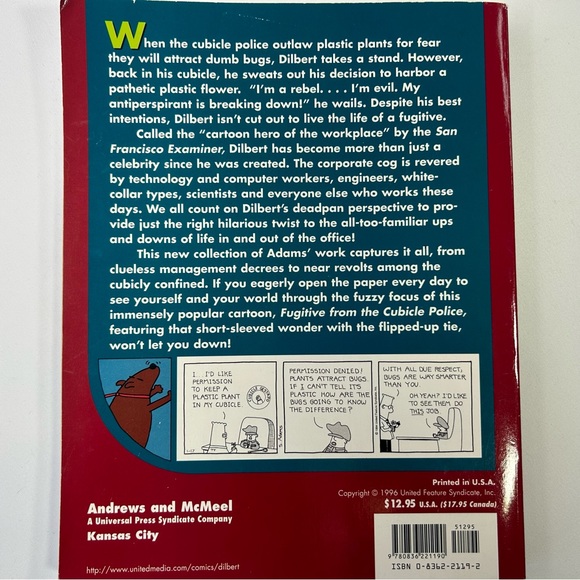 When the cubicle police outlaw plastic plants for fear
they will attract dumb bugs, Dilbert takes a stand. However,
back in his cubicle, he sweats out his decision to harbor a
pathetic plastic flower. "I'm a rebel. . . . I'm evil. My
antiperspirant is breaking down!" he wails. Despite his best
intentions, Dilbert isn't cut out to live the life of a fugitive.
Called the "cartoon hero of the workplace" by the San
Francisco Examiner, Dilbert has become more than just a
celebrity since he was created. The corporate cog is revered
by technology and computer workers, engineers, white-
collar types, scientists and everyone else who works these
days. We all count on Dilbert's deadpan perspective to pro-
vide just the right hilarious twist to the all-too-familiar ups
and downs of life in and out of the office!
This new collection of Adams' work captures it all, from
clueless management decrees to near revolts among the
cubicly confined. If you eagerly open the paper every day to
see yourself and your world through the fuzzy focus of this
immensely popular cartoon, Fugitive from the Cubicle Police,
featuring that short-sleeved wonder with the flipped-up tie,
won't let you down!
I...I'D LIKE
PERMISSION
TO KEEP A
PLASTIC PLANT
IN MY CUBICLE.
PERMISSION DENIED!
PLANTS ATTRACT BUGS.
IF I CAN'T TELL IT'S
PLASTIC HOW ARE THE
BUGS GOING TO KNOW
THE DIFFERENCE?
WITH ALL DUE RESPECT,
BUGS ARE WAY SMARTER
THAN YOU.
OH YEAH? I'D LIKE
TO SEE THEM DO
THIS JOB.
S. ADAMS
Andrews and McMeel
A Universal Press Syndicate Company
Kansas City
http://www.unitedmedia.com/comics/dilbert
Printed in U.S.A.
Copyright © 1996 United Feature Syndicate, Inc.
$12.95 U.S.A. ($17.95 Canada)
51295
9 780836 221190
ISBN 0-8362-2119-2